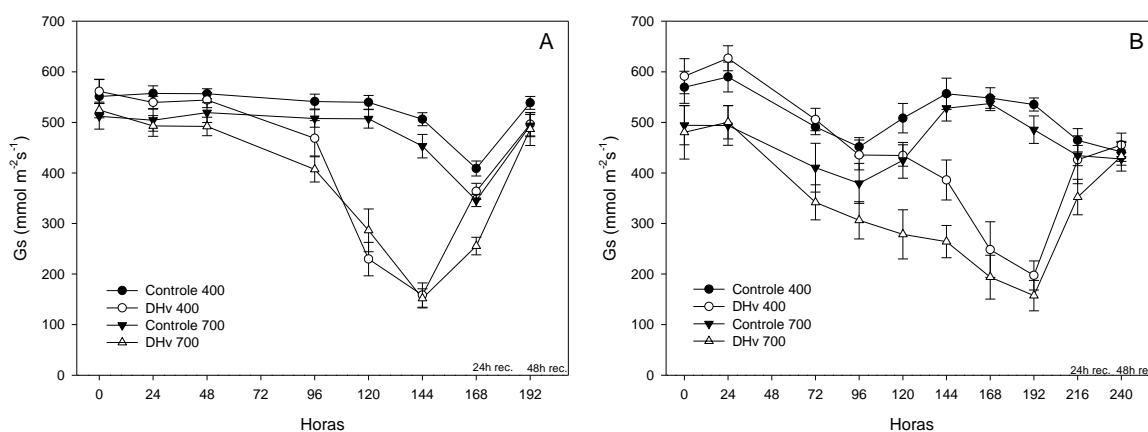 A
700
600
500
400
300
200
100
0
Gs (mmol m⁻²s⁻¹)
Controle 400
DHv 400
Controle 700
DHv 700
24h rec. 48h rec.
0 24 48 72 96 120 144 168 192
Horas
B
700
600
500
400
300
200
100
0
Gs (mmol m⁻²s⁻¹)
Controle 400
DHv 400
Controle 700
DHv 700
24h rec. 48h re
0 24 72 96 120 144 168 192 216 240
Horas